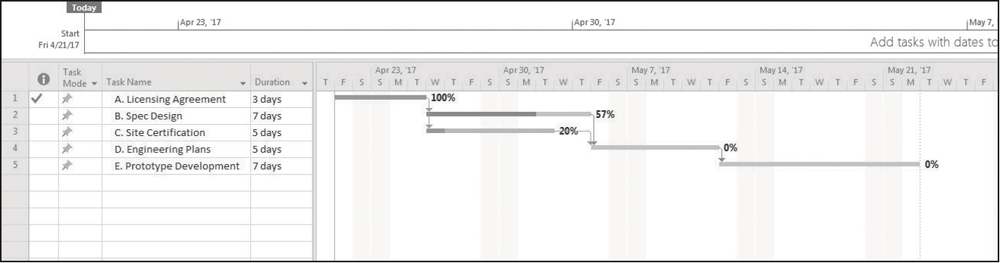 Today
Apr 23, '17 Apr 30, '17 May 7, '
Start
Fri 4/21/17
Add tasks with dates to
Task Mode Task Name Duration
Apr 23, '17 Apr 30, '17 May 7, '17 May 14, '17 May 21, '17
T F S S M T W T F S S M T W T F S S M T W T F S S M T W T F S S M T W T F
1 A. Licensing Agreement 3 days 100%
2 B. Spec Design 7 days 57%
3 C. Site Certification 5 days 20%
4 D. Engineering Plans 5 days 0%
5 E. Prototype Development 7 days 0%